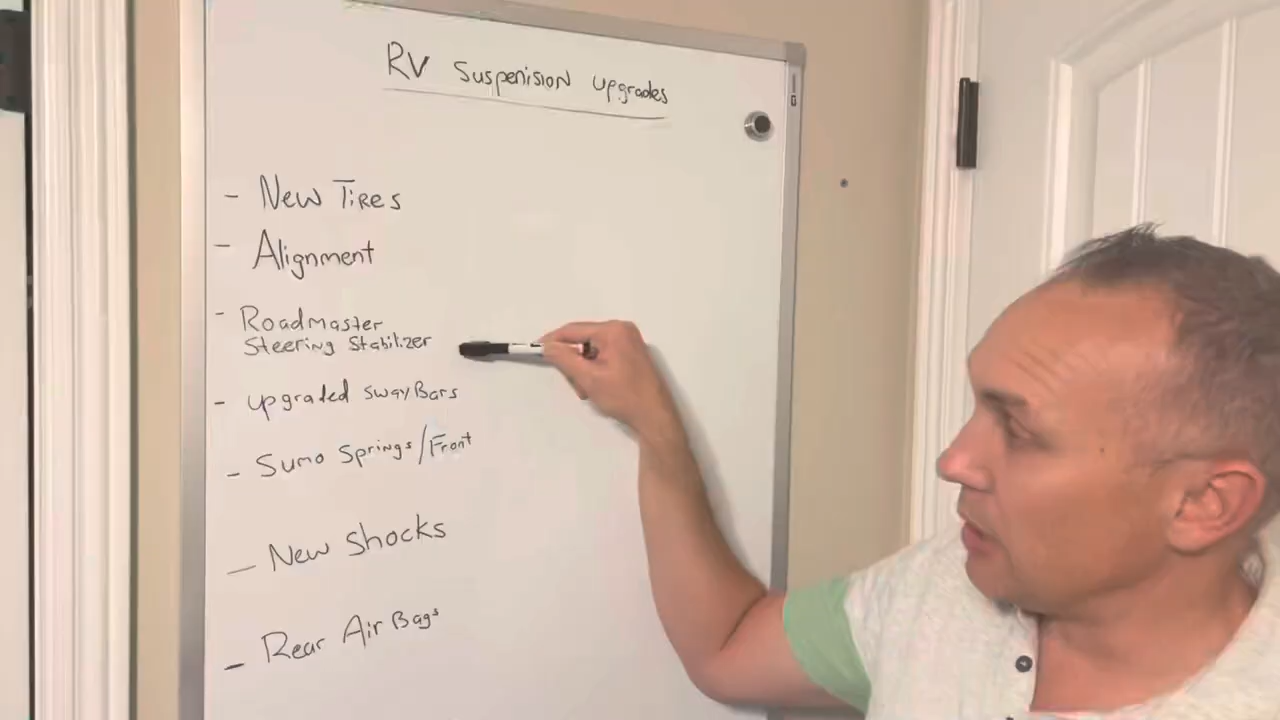 RV Suspenision upgrades
- New Tires
- Alignment
- Roadmaster
Steering Stabilizer
- upgraded sway Bars
- Sumo Springs/Front
- New Shocks
- Rear Air Bags